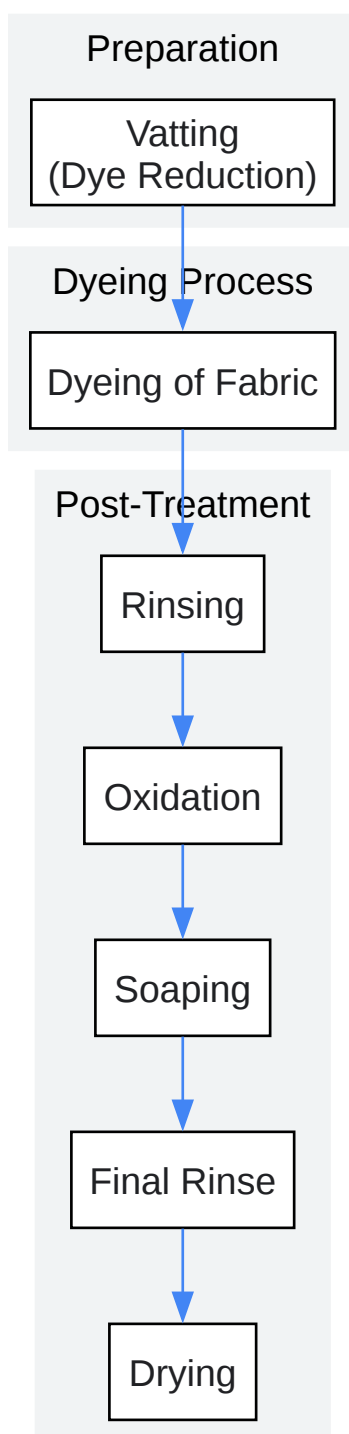 Preparation
Vatting
(Dye Reduction)
Dyeing Process
Dyeing of Fabric
Post-Treatment
Rinsing
Oxidation
Soaping
Final Rinse
Drying